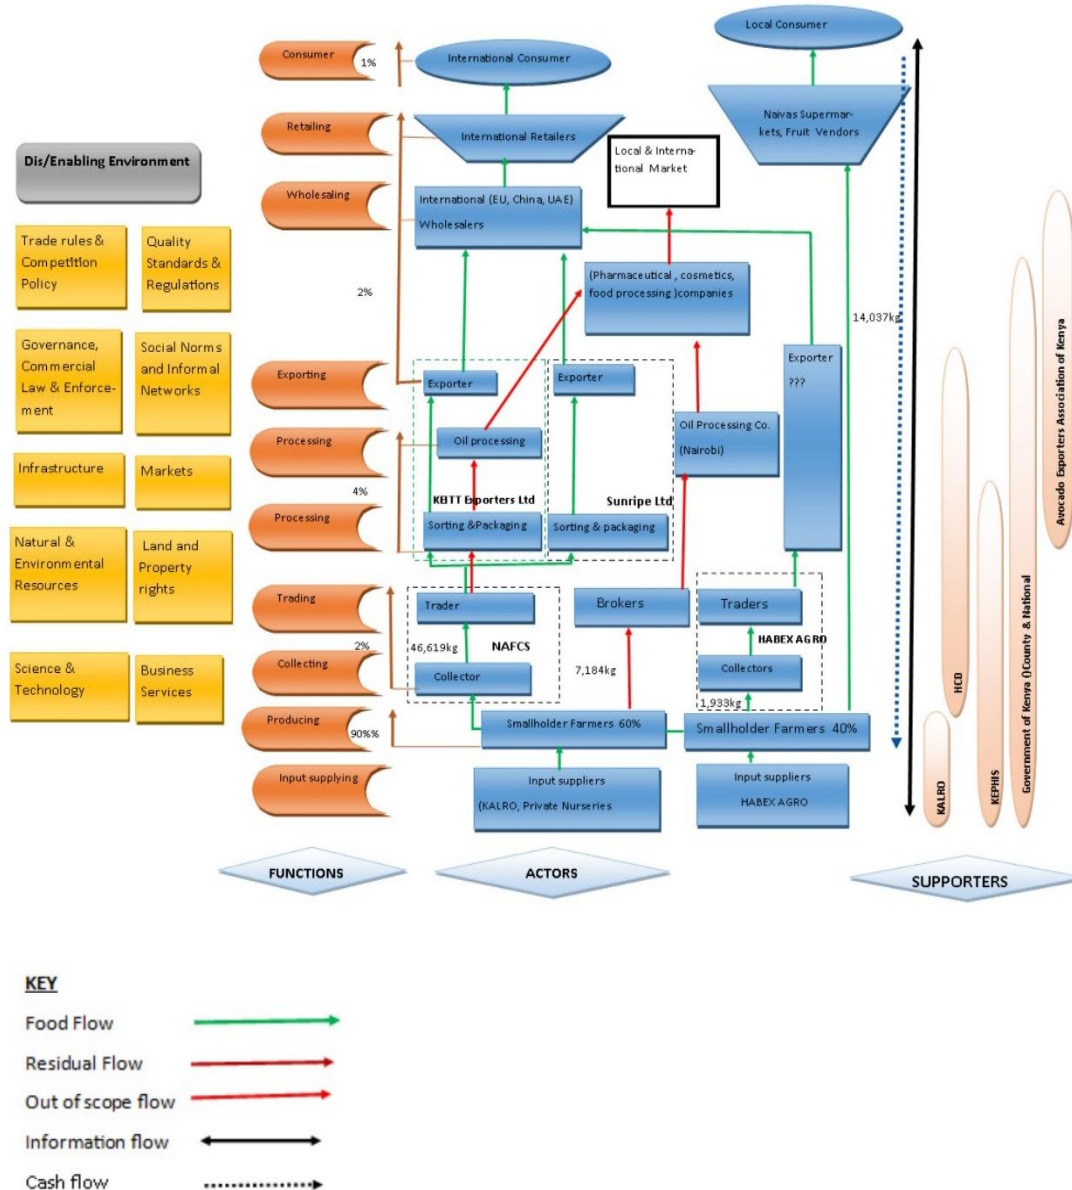 Local Consumer
Consumer
1%
International Consumer
Retailing
International Retailers
Naivas Supermar-
kets, Fruit Vendors
Dis/Enabling Environment
Local & Interna-
tional Market
Wholesaling
International (EU, China, UAE)
Wholesalers
Trade rules &
Competition
Policy
Quality
Standards &
Regulations
(Pharmaceutical , cosmetics,
food processing )companies
2%
14,037kg
Governance,
Commercial
Law & Enforce-
ment
Social Norms
and Informal
Networks
Exporting
Exporter
Exporter
Exporter
???
Processing
Oil processing
Oil Processing Co.
(Nairobi)
Infrastructure
Markets
4%
KEITT Exporters Ltd
Sunripe Ltd
Processing
Sorting &Packaging
Sorting & packaging
Natural &
Environmental
Resources
Land and
Property
rights
Trading
Trader
Brokers
Traders
2%
46,619kg
NAFCS
HABEX AGRO
Collecting
Collector
7,184kg
Collectors
Science &
Technology
Business
Services
1,933kg
Producing
90%%
Smallholder Farmers 60%
Smallholder Farmers 40%
Input supplying
Input suppliers
(KALRO, Private Nurseries
Input suppliers
HABEX AGRO
KALRO
HCD
KEPHIS
Government of Kenya ()County & National
Avocado Exporters Association of Kenya
FUNCTIONS
ACTORS
SUPPORTERS
KEY
Food Flow
Residual Flow
Out of scope flow
Information flow
Cash flow